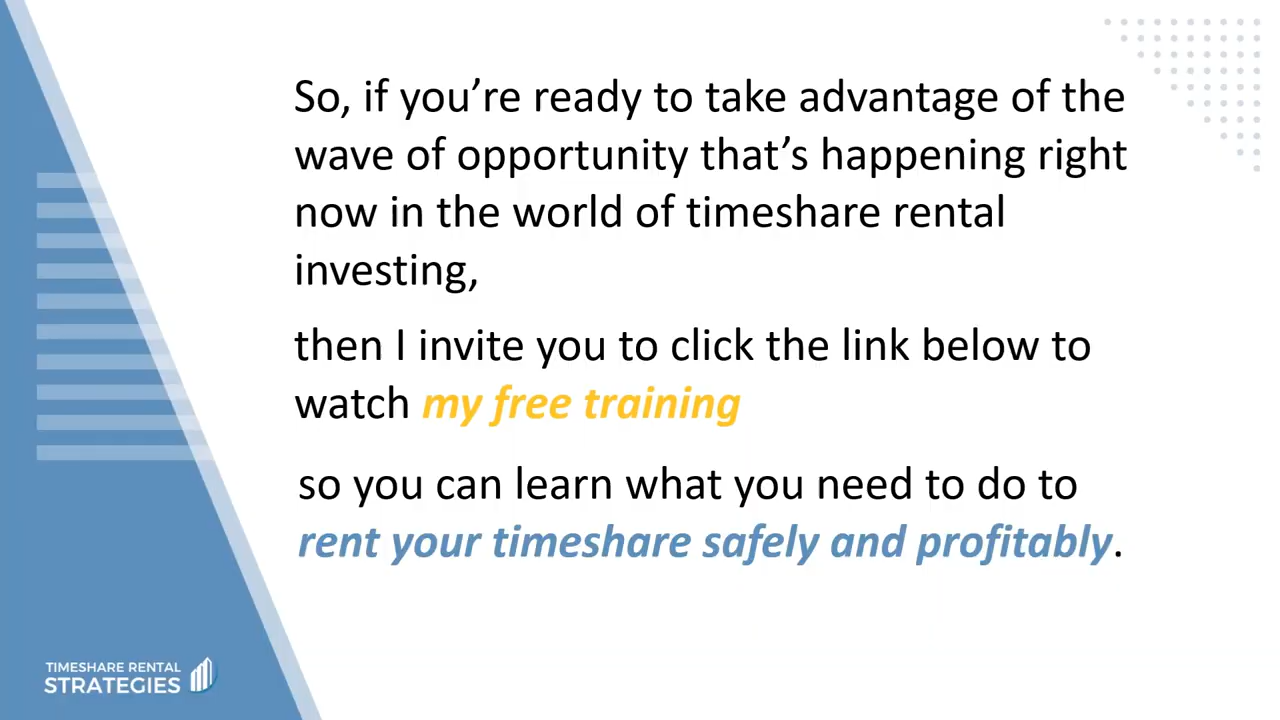 So, if you’re ready to take advantage of the
wave of opportunity that’s happening right
now in the world of timeshare rental
investing,
then I invite you to click the link below to
watch my free training
so you can learn what you need to do to
rent your timeshare safely and profitably.
TIMESHARE RENTAL
STRATEGIES